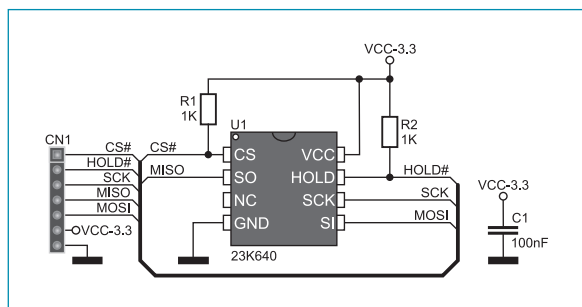 VCC-3.3
R1
1K
U1
R2
1K
CN1
CS#
HOLD#
SCK
MISO
MOSI
VCC-3.3
CS#
MISO
CS
SO
NC
GND
VCC
HOLD
SCK
SI
23K640
HOLD#
SCK
MOSI
VCC-3.3
C1
100nF